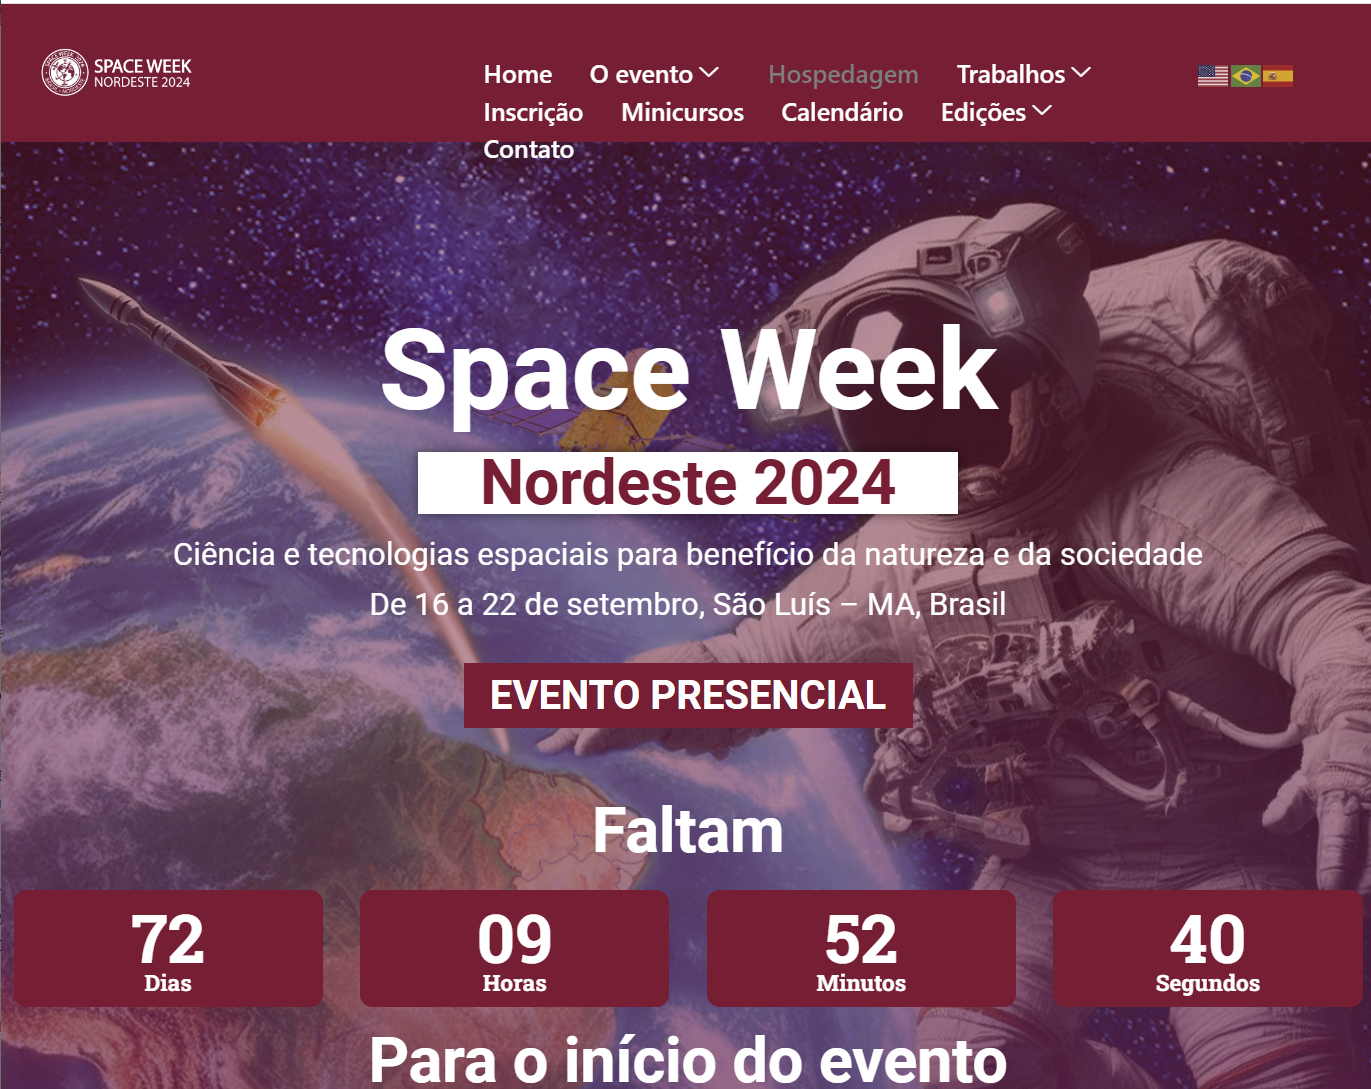 SPACE WEEK
NORDESTE 2024
Home O evento Hospedagem Trabalhos
Inscrição Minicursos Calendário Edições
Contato
Space Week
Nordeste 2024
Ciência e tecnologias espaciais para benefício da natureza e da sociedade
De 16 a 22 de setembro, São Luís – MA, Brasil
EVENTO PRESENCIAL
Faltam
72 09 52 40
Dias Horas Minutos Segundos
Para o início do evento